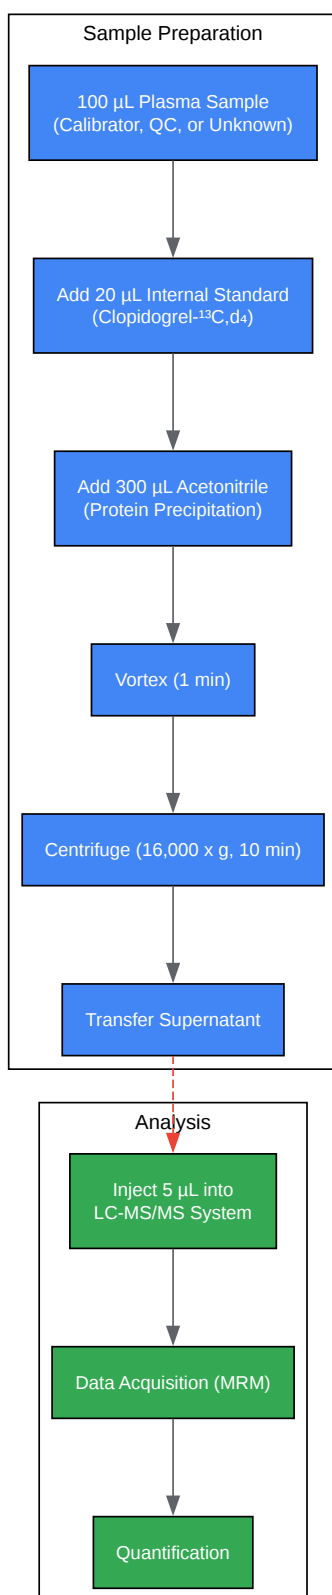 Sample Preparation
100 µL Plasma Sample
(Calibrator, QC, or Unknown)
Add 20 µL Internal Standard
(Clopidogrel-¹³C,d₄)
Add 300 µL Acetonitrile
(Protein Precipitation)
Vortex (1 min)
Centrifuge (16,000 x g, 10 min)
Transfer Supernatant
Analysis
Inject 5 µL into
LC-MS/MS System
Data Acquisition (MRM)
Quantification